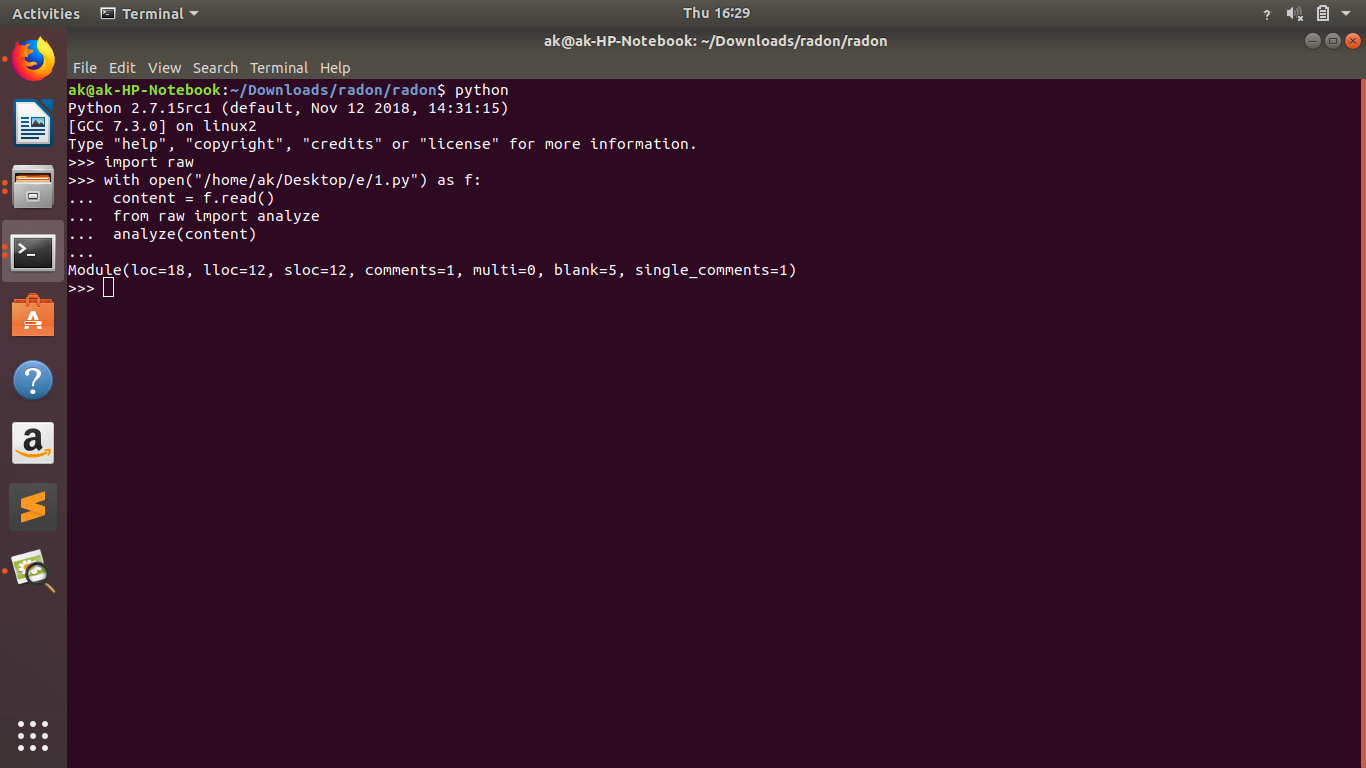 Activities Terminal Thu 16:29 ?
ak@ak-HP-Notebook: ~/Downloads/radon/radon
File Edit View Search Terminal Help
ak@ak-HP-Notebook:~/Downloads/radon/radon$ python
Python 2.7.15rc1 (default, Nov 12 2018, 14:31:15)
[GCC 7.3.0] on linux2
Type "help", "copyright", "credits" or "license" for more information.
>>> import raw
>>> with open("/home/ak/Desktop/e/1.py") as f:
...  content = f.read()
...  from raw import analyze
...  analyze(content)
...
Module(loc=18, lloc=12, sloc=12, comments=1, multi=0, blank=5, single_comments=1)
>>>